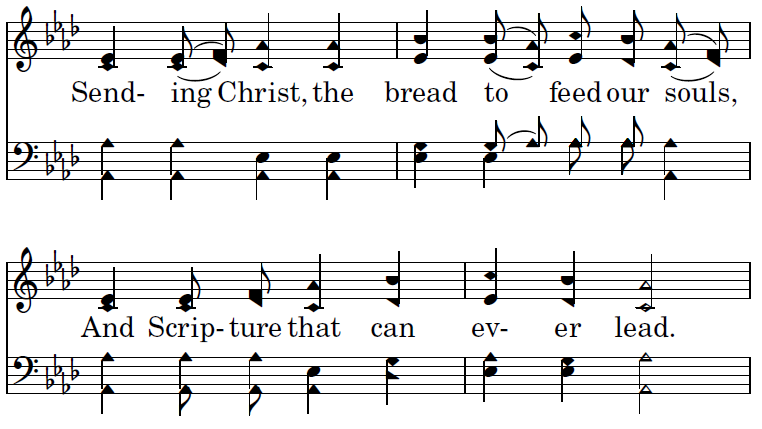 Send- ing Christ, the bread to feed our souls,
And Scrip- ture that can ev- er lead.